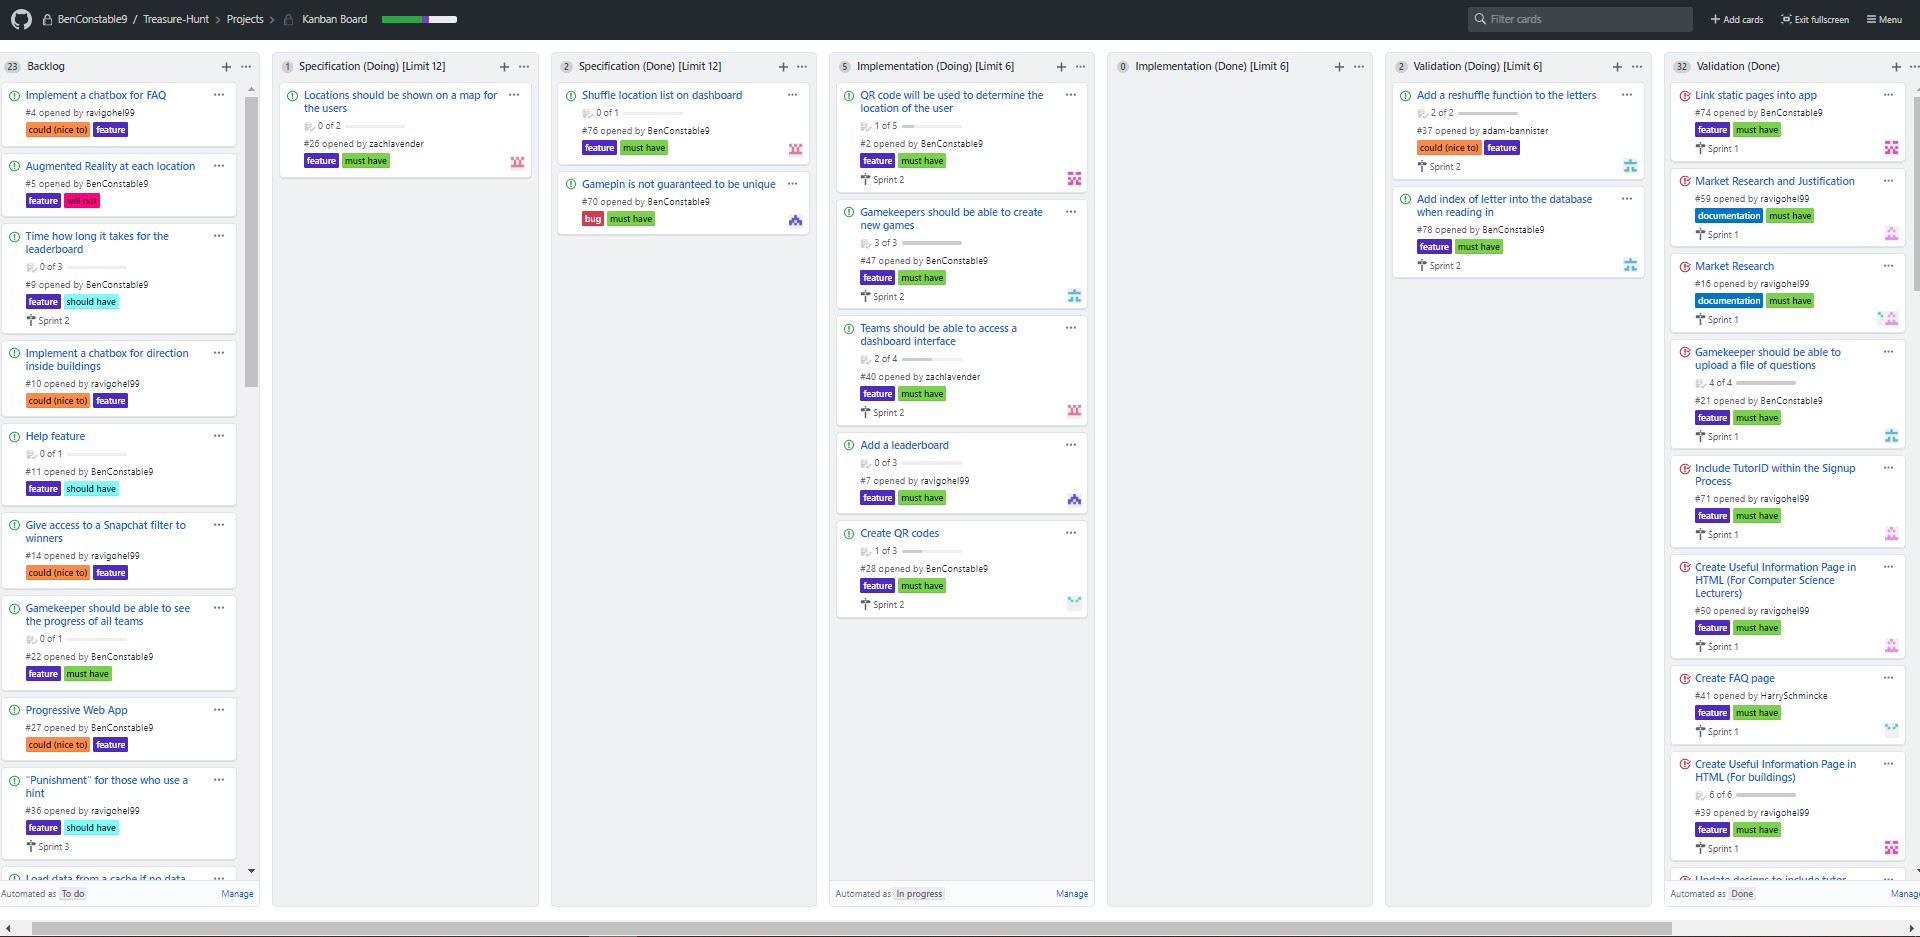 BenConstable9 / Treasure-Hunt > Projects > Kanban Board
Filter cards
Add cards
Exit fullscreen
Menu
23 Backlog
Implement a chatbox for FAQ
#4 opened by ravigohel99
could (nice to) feature
Augmented Reality at each location
#5 opened by BenConstable9
feature will not
Time how long it takes for the
leaderboard
0 of 3
#9 opened by BenConstable9
feature should have
Sprint 2
Implement a chatbox for direction
inside buildings
#10 opened by ravigohel99
could (nice to) feature
Help feature
0 of 1
#11 opened by BenConstable9
feature should have
Give access to a Snapchat filter to
winners
#14 opened by ravigohel99
could (nice to) feature
Gamekeeper should be able to see
the progress of all teams
0 of 1
#22 opened by BenConstable9
feature must have
Progressive Web App
#27 opened by BenConstable9
could (nice to) feature
"Punishment" for those who use a
hint
#36 opened by ravigohel99
feature should have
Sprint 3
Load data from a cache if no data
Automated as To do
Manage
1 Specification (Doing) [Limit 12]
Locations should be shown on a map for
the users
0 of 2
#26 opened by zachlavender
feature must have
2 Specification (Done) [Limit 12]
Shuffle location list on dashboard
0 of 1
#76 opened by BenConstable9
feature must have
Gamepin is not guaranteed to be unique
#70 opened by BenConstable9
bug must have
5 Implementation (Doing) [Limit 6]
QR code will be used to determine the
location of the user
1 of 5
#2 opened by BenConstable9
feature must have
Sprint 2
Gamekeepers should be able to create
new games
3 of 3
#47 opened by BenConstable9
feature must have
Sprint 2
Teams should be able to access a
dashboard interface
2 of 4
#40 opened by zachlavender
feature must have
Sprint 2
Add a leaderboard
0 of 3
#7 opened by ravigohel99
feature must have
Create QR codes
1 of 3
#28 opened by BenConstable9
feature must have
Sprint 2
Automated as In progress
Manage
0 Implementation (Done) [Limit 6]
2 Validation (Doing) [Limit 6]
Add a reshuffle function to the letters
2 of 2
#37 opened by adam-bannister
could (nice to) feature
Sprint 2
Add index of letter into the database
when reading in
#78 opened by BenConstable9
feature must have
Sprint 2
32 Validation (Done)
Link static pages into app
#74 opened by BenConstable9
feature must have
Sprint 1
Market Research and Justification
#59 opened by ravigohel99
documentation must have
Sprint 1
Market Research
#16 opened by ravigohel99
documentation must have
Sprint 1
Gamekeeper should be able to
upload a file of questions
4 of 4
#21 opened by BenConstable9
feature must have
Sprint 1
Include TutorID within the Signup
Process
#71 opened by ravigohel99
feature must have
Sprint 1
Create Useful Information Page in
HTML (For Computer Science
Lecturers)
#50 opened by ravigohel99
feature must have
Sprint 1
Create FAQ page
#41 opened by HarrySchmincke
feature must have
Sprint 1
Create Useful Information Page in
HTML (For buildings)
6 of 6
#39 opened by ravigohel99
feature must have
Sprint 1
Update designs to include tutor
Automated as Done
Manage